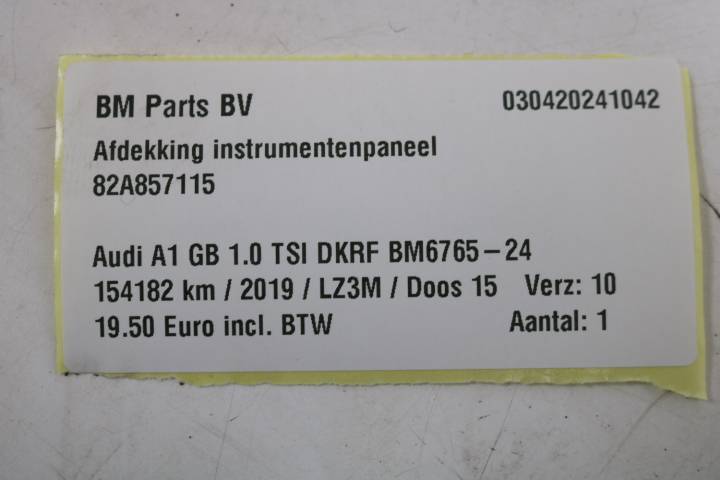 BM Parts BV 030420241042
Afdekking instrumentenpaneel
82A857115
Audi A1 GB 1.0 TSI DKRF BM6765-24
154182 km / 2019 / LZ3M / Doos 15 Verz: 10
19.50 Euro incl. BTW Aantal: 1